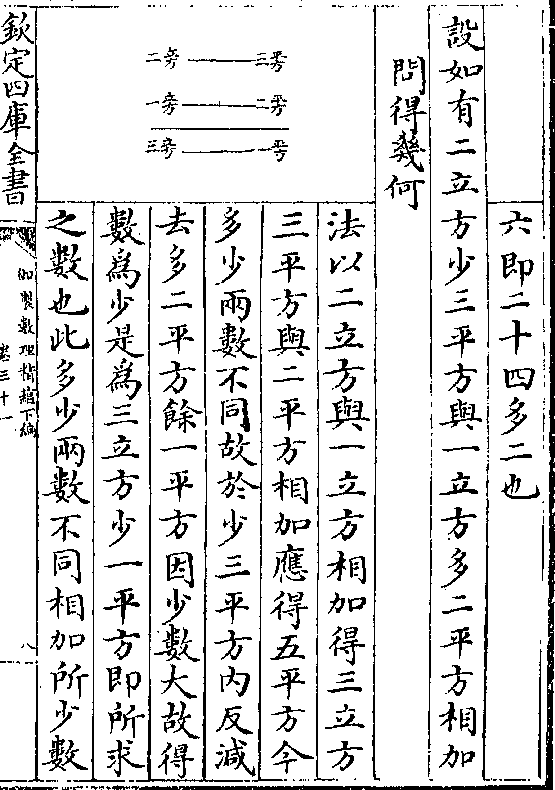 六即二十四多二也
設如有二立方少三平方與一立方多二平方相加
問得幾何
二旁 三旁
一旁 二旁
三旁 一旁
法以二立方與一立方相加得三立方
三平方與二平方相加應得五平方今
多少兩數不同故於少三平方内反減
去多二平方餘一平方因少數大故得
數爲少是爲三立方少一平方即所求
之數也此多少兩數不同相加所少數
欽定四庫全書
御製數理精藴下編
卷三十一
八